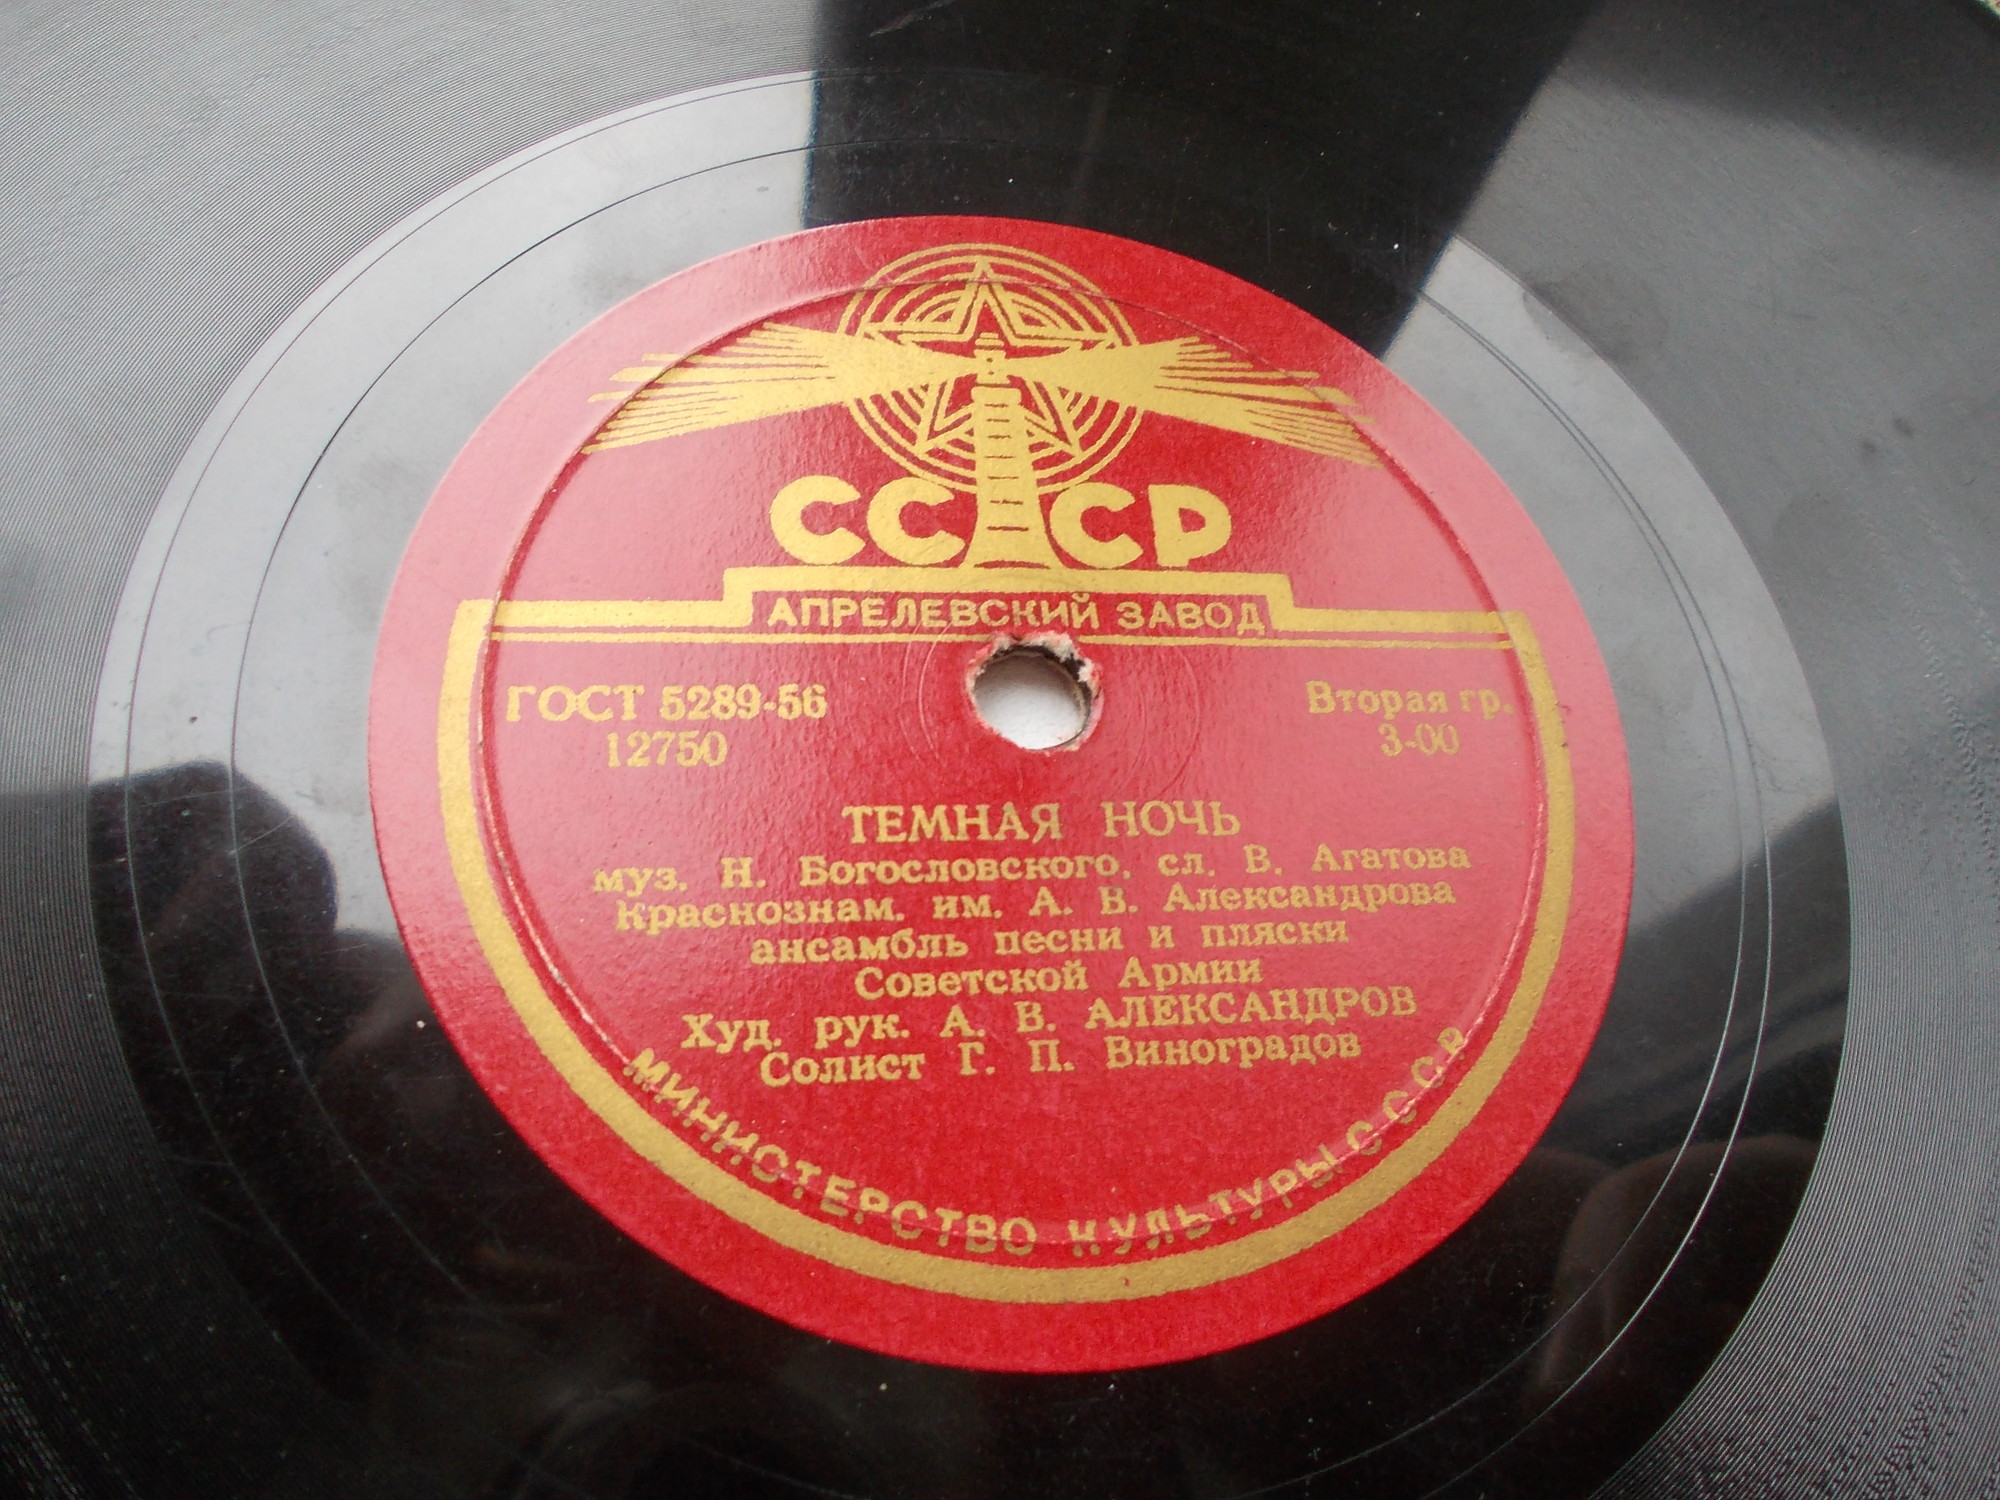 СССР
АПРЕЛЕВСКИЙ ЗАВОД
ГОСТ 5289-56
12750
Вторая гр.
3-00
ТЕМНАЯ НОЧЬ
муз. Н. Богословского, сл. В. Агатова
Краснознам. им. А. В. Александрова
ансамбль песни и пляски
Советской Армии
Худ. рук. А. В. АЛЕКСАНДРОВ
Солист Г. П. Виноградов
МИНИСТЕРСТВО КУЛЬТУРЫ СССР